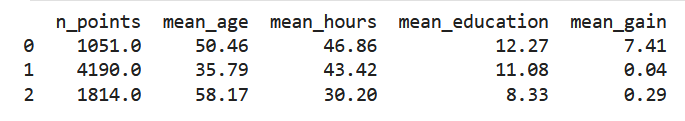 n_points mean_age mean_hours mean_education mean_gain
0 1051.0 50.46 46.86 12.27 7.41
1 4190.0 35.79 43.42 11.08 0.04
2 1814.0 58.17 30.20 8.33 0.29